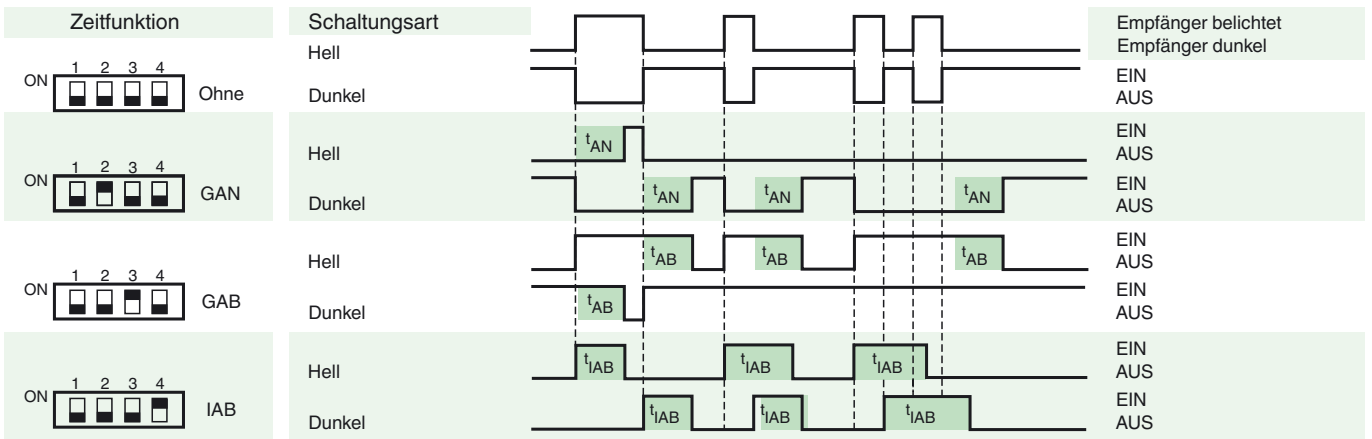 Zeitfunktion Schaltungsart Empfänger belichtet
Hell Empfänger dunkel
ON 1 2 3 4 Ohne Dunkel EIN
AUS
Hell tAN EIN
AUS
ON 1 2 3 4 GAN Dunkel tAN tAN tAN EIN
AUS
Hell tAB tAB tAB EIN
AUS
ON 1 2 3 4 GAB Dunkel tAB EIN
AUS
Hell tIAB tIAB tIAB EIN
AUS
ON 1 2 3 4 IAB Dunkel tIAB tIAB tIAB EIN
AUS